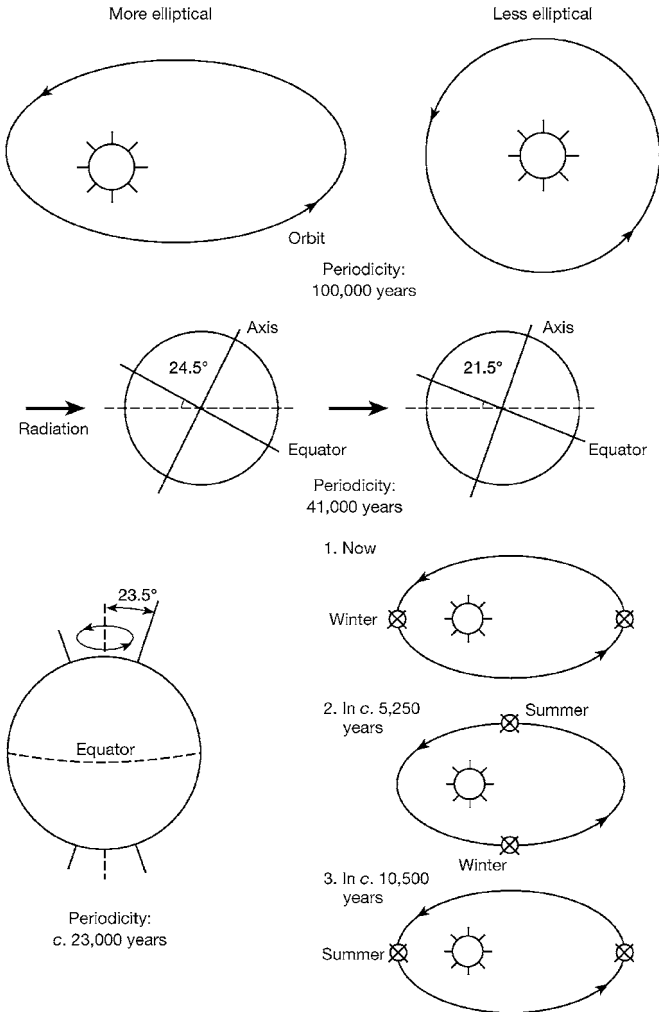 More elliptical
Less elliptical
Orbit
Periodicity:
100,000 years
Axis
24.5°
Radiation
Equator
Axis
21.5°
Equator
Periodicity:
41,000 years
23.5°
Equator
Periodicity:
c. 23,000 years
1. Now
Winter
2. In c. 5,250
years
Summer
Winter
3. In c. 10,500
years
Summer